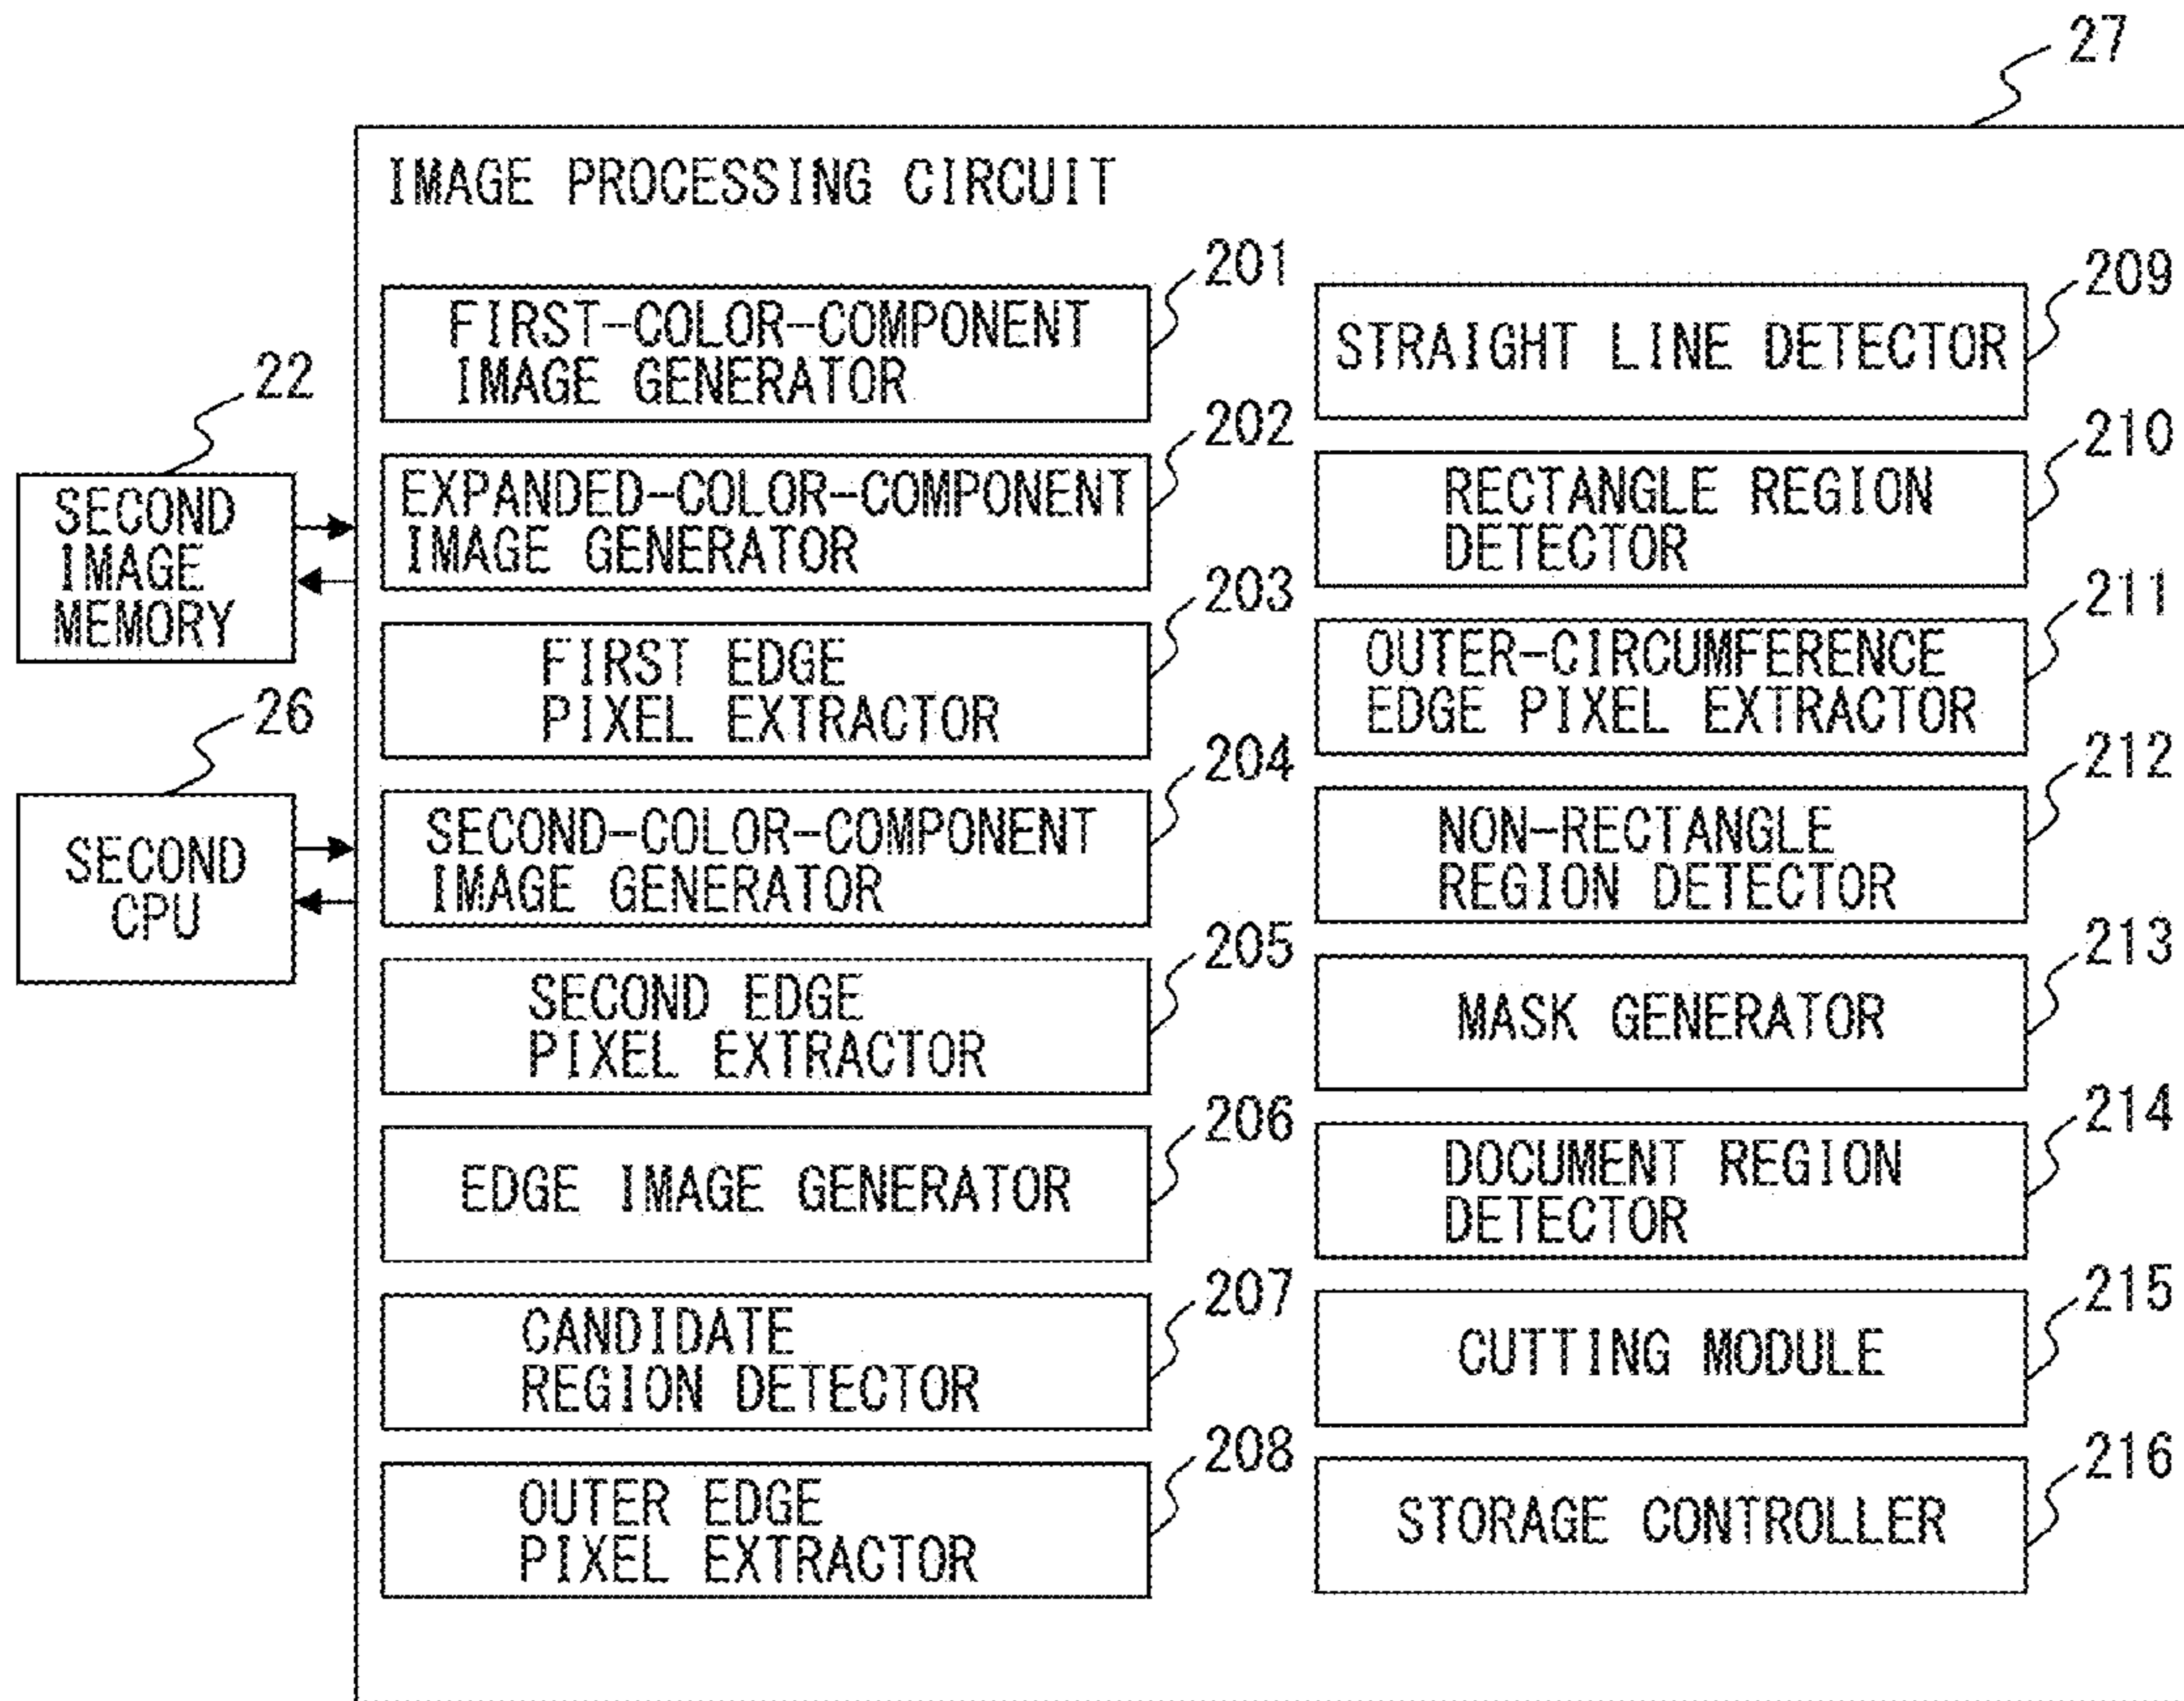 27
IMAGE PROCESSING CIRCUIT
22
SECOND
IMAGE
MEMORY
26
SECOND
CPU
201
FIRST-COLOR-COMPONENT
IMAGE GENERATOR
202
EXPANDED-COLOR-COMPONENT
IMAGE GENERATOR
203
FIRST EDGE
PIXEL EXTRACTOR
204
SECOND-COLOR-COMPONENT
IMAGE GENERATOR
205
SECOND EDGE
PIXEL EXTRACTOR
206
EDGE IMAGE GENERATOR
207
CANDIDATE
REGION DETECTOR
208
OUTER EDGE
PIXEL EXTRACTOR
209
STRAIGHT LINE DETECTOR
210
RECTANGLE REGION
DETECTOR
211
OUTER-CIRCUMFERENCE
EDGE PIXEL EXTRACTOR
212
NON-RECTANGLE
REGION DETECTOR
213
MASK GENERATOR
214
DOCUMENT REGION
DETECTOR
215
CUTTING MODULE
216
STORAGE CONTROLLER